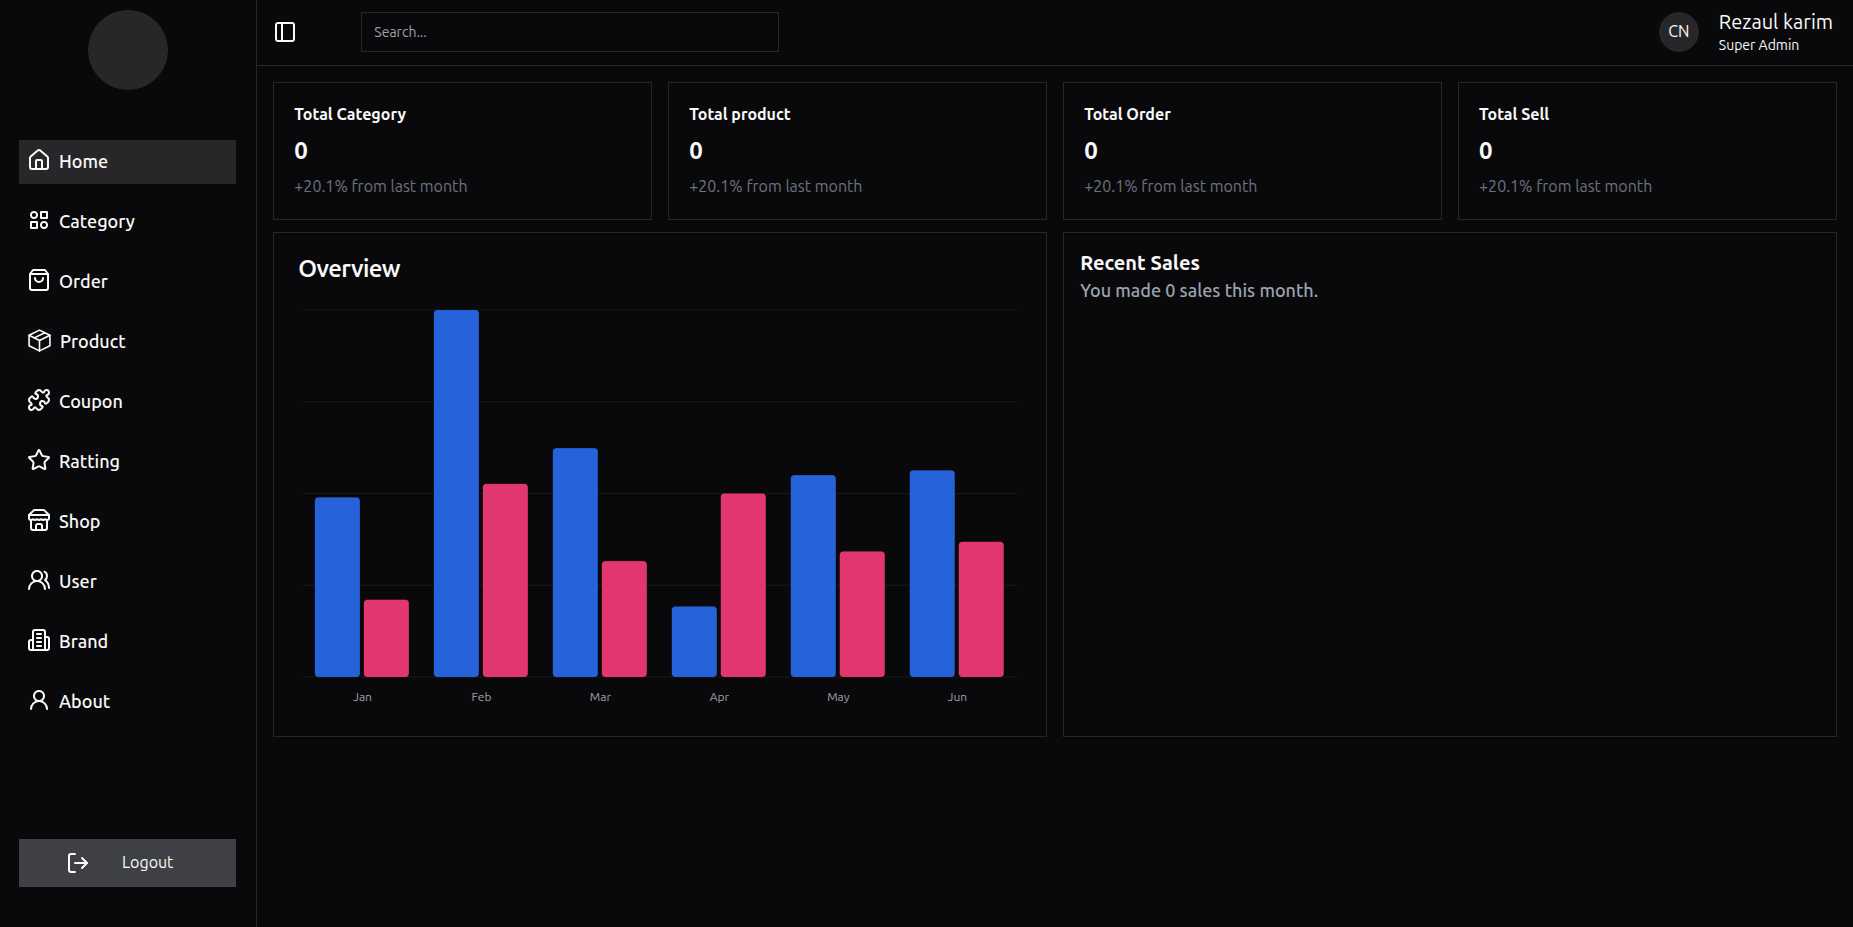 Home
Category
Order
Product
Coupon
Ratting
Shop
User
Brand
About
Logout
Search...
CN
Rezaul karim
Super Admin
Total Category
0
+20.1% from last month
Total product
0
+20.1% from last month
Total Order
0
+20.1% from last month
Total Sell
0
+20.1% from last month
Overview
Jan Feb Mar Apr May Jun
Recent Sales
You made 0 sales this month.